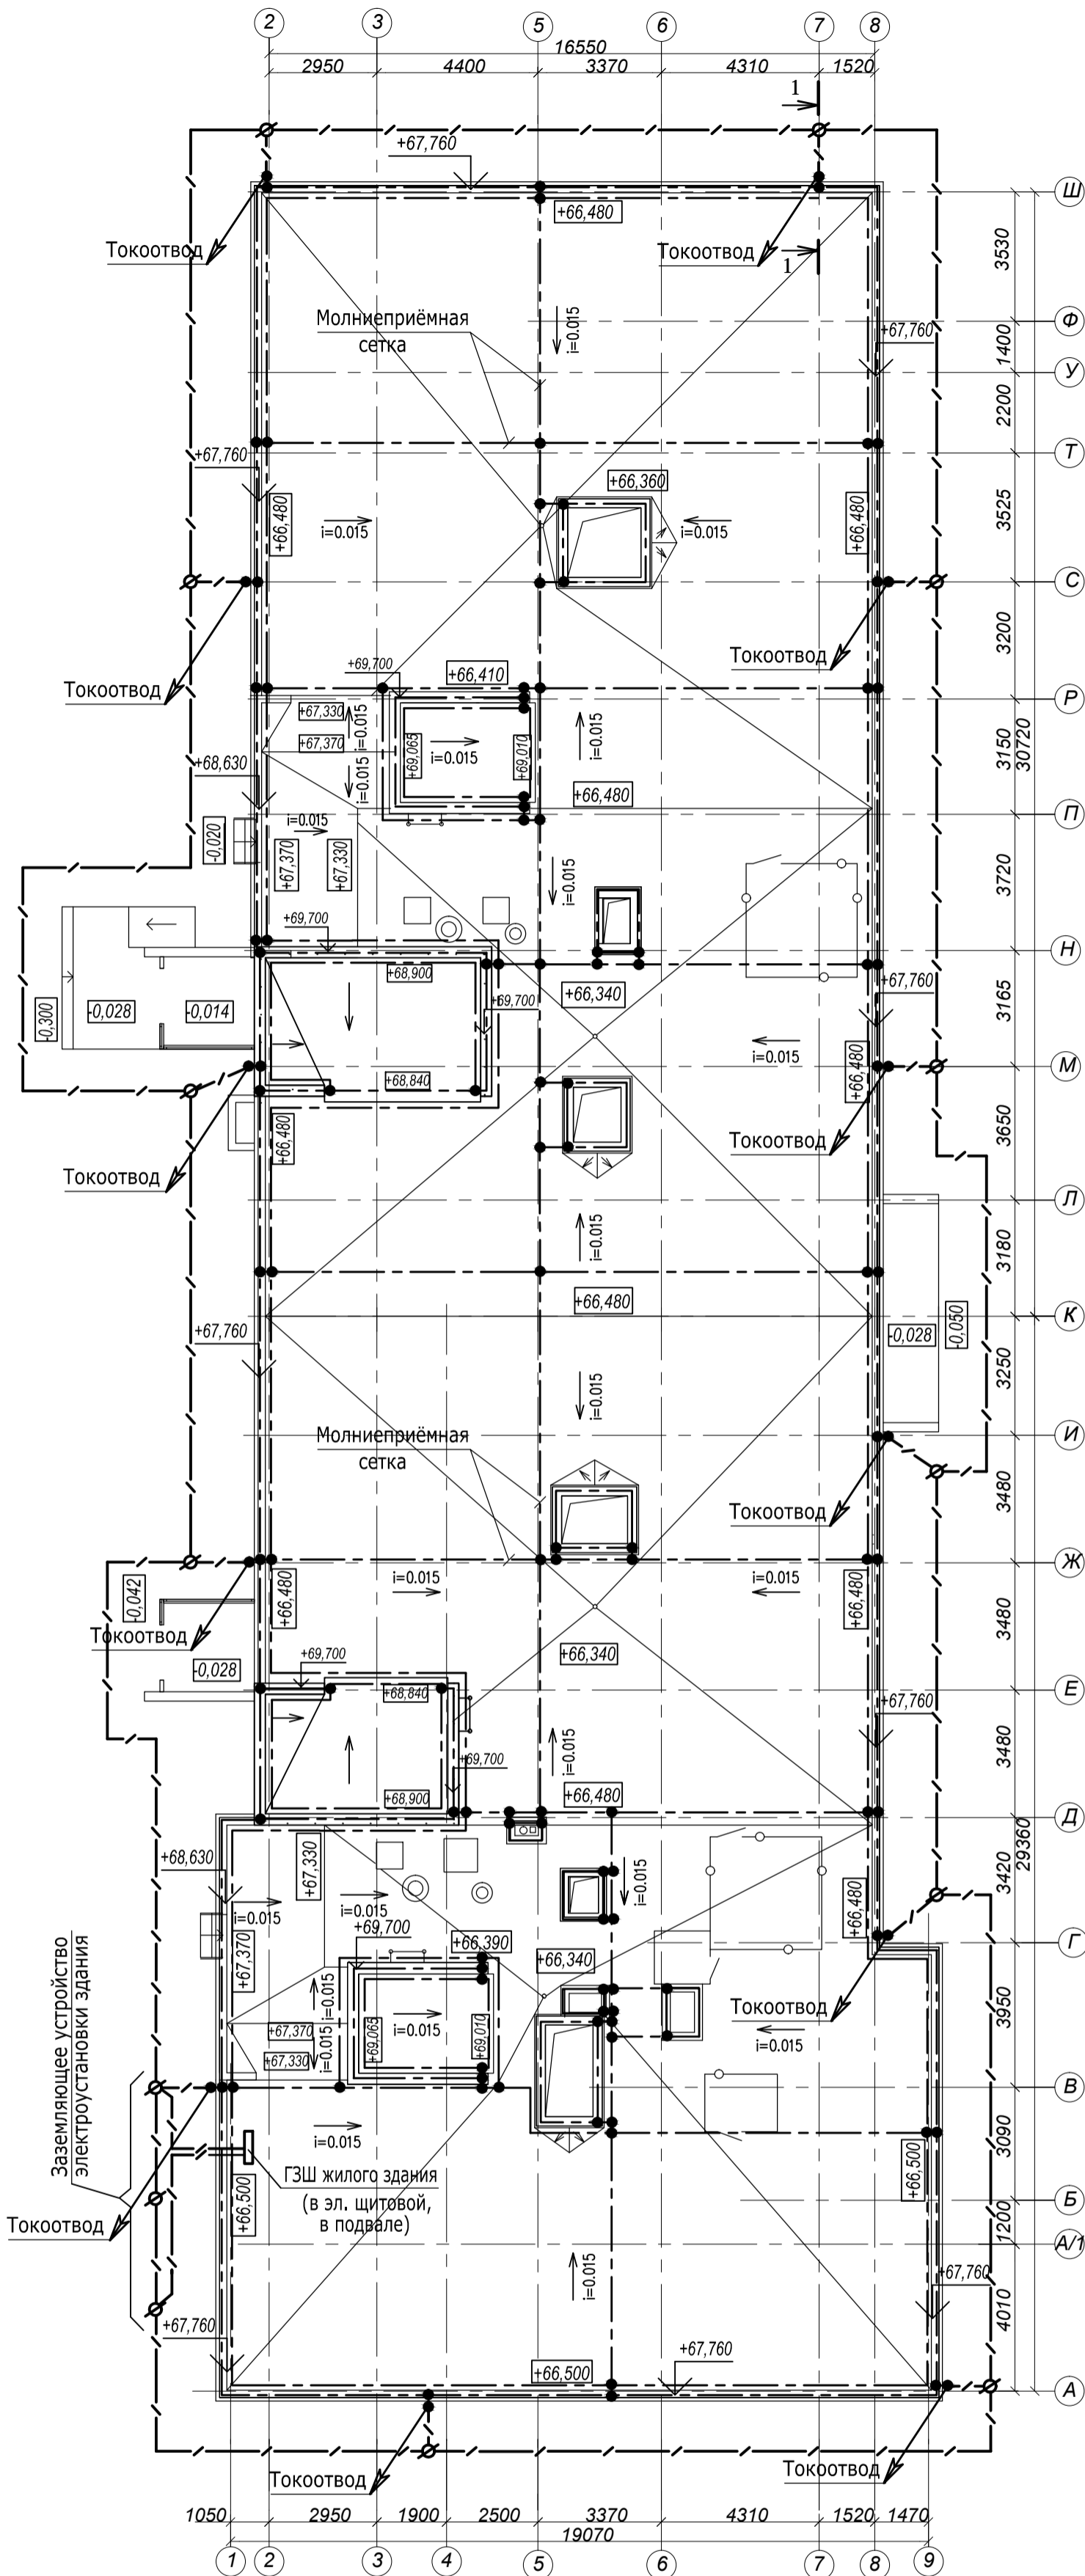 2
3
5
6
7
8
16550
2950
4400
3370
4310
1520
1
+67,760
Ш
+66,480
3530
Токоотвод
Токоотвод
1
Молниеприёмная
сетка
i=0.015
Ф
+67,760
1400
У
2200
Т
+67,760
+66,360
+66,480
i=0.015
i=0.015
+66,480
3525
С
3200
Токоотвод
Токоотвод
+69,700
+66,410
Р
+67,330
i=0.015
+67,370
i=0.015
+69,065
i=0.015
+69,010
i=0.015
3150
30720
+68,630
+66,480
П
i=0.015
-0,020
+67,370
+67,330
i=0.015
3720
+69,700
Н
+68,900
+66,340
+67,760
-0,300
-0,028
-0,014
+69,700
3165
i=0.015
+66,480
М
+68,840
+66,480
3650
Токоотвод
Токоотвод
Л
i=0.015
3180
+66,480
К
-0,028
-0,050
+67,760
3250
i=0.015
Молниеприёмная
сетка
И
3480
Токоотвод
Ж
-0,042
i=0.015
i=0.015
+66,480
+66,480
3480
Токоотвод
-0,028
+69,700
+66,340
Е
+68,840
+67,760
i=0.015
+69,700
3480
+68,900
+66,480
Д
+68,630
+67,330
i=0.015
3420
29360
i=0.015
i=0.015
+66,480
+67,370
+69,700
+66,390
+66,340
Г
Заземляющее устройство
электроустановки здания
i=0.015
i=0.015
+67,370
+67,330
+69,065
i=0.015
+69,010
Токоотвод
i=0.015
3950
В
i=0.015
3090
ГЗШ жилого здания
(в эл. щитовой,
в подвале)
+66,500
+66,500
Б
Токоотвод
1200
А/1
i=0.015
+67,760
4010
+67,760
+67,760
+66,500
А
Токоотвод
Токоотвод
1050
2950
1900
2500
3370
4310
1520
1470
19070
1
2
3
4
5
6
7
8
9